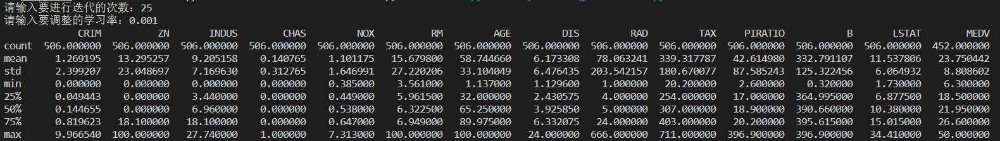 请输入要进行迭代的次数：25
请输入要调整的学习率：0.001
CRIM ZN INDUS CHAS NOX RM AGE DIS RAD TAX PIRATIO B LSTAT MEDV
count 506.000000 506.000000 506.000000 506.000000 506.000000 506.000000 506.000000 506.000000 506.000000 506.000000 506.000000 506.000000 506.000000 452.000000
mean 1.269195 13.295257 9.205158 0.140765 1.101175 15.679800 58.744660 6.173308 78.063241 339.317787 42.614980 332.791107 11.537806 23.750442
std 2.399207 23.048697 7.169630 0.312765 1.646991 27.220206 33.104049 6.476435 203.542157 180.670077 87.585243 125.322456 6.064932 8.808602
min 0.000000 0.000000 0.000000 0.000000 0.385000 3.561000 1.137000 1.129600 1.000000 20.200000 2.600000 0.320000 1.730000 6.300000
25% 0.049443 0.000000 3.440000 0.000000 0.449000 5.961500 32.000000 2.430575 4.000000 254.000000 17.000000 364.995000 6.877500 18.500000
50% 0.144655 0.000000 6.960000 0.000000 0.538000 6.322500 65.250000 3.925850 5.000000 307.000000 18.900000 390.660000 10.380000 21.950000
75% 0.819623 18.100000 18.100000 0.000000 0.647000 6.949000 89.975000 6.332075 24.000000 403.000000 20.200000 395.615000 15.015000 26.600000
max 9.966540 100.000000 27.740000 1.000000 7.313000 100.000000 100.000000 24.000000 666.000000 711.000000 396.900000 396.900000 34.410000 50.000000